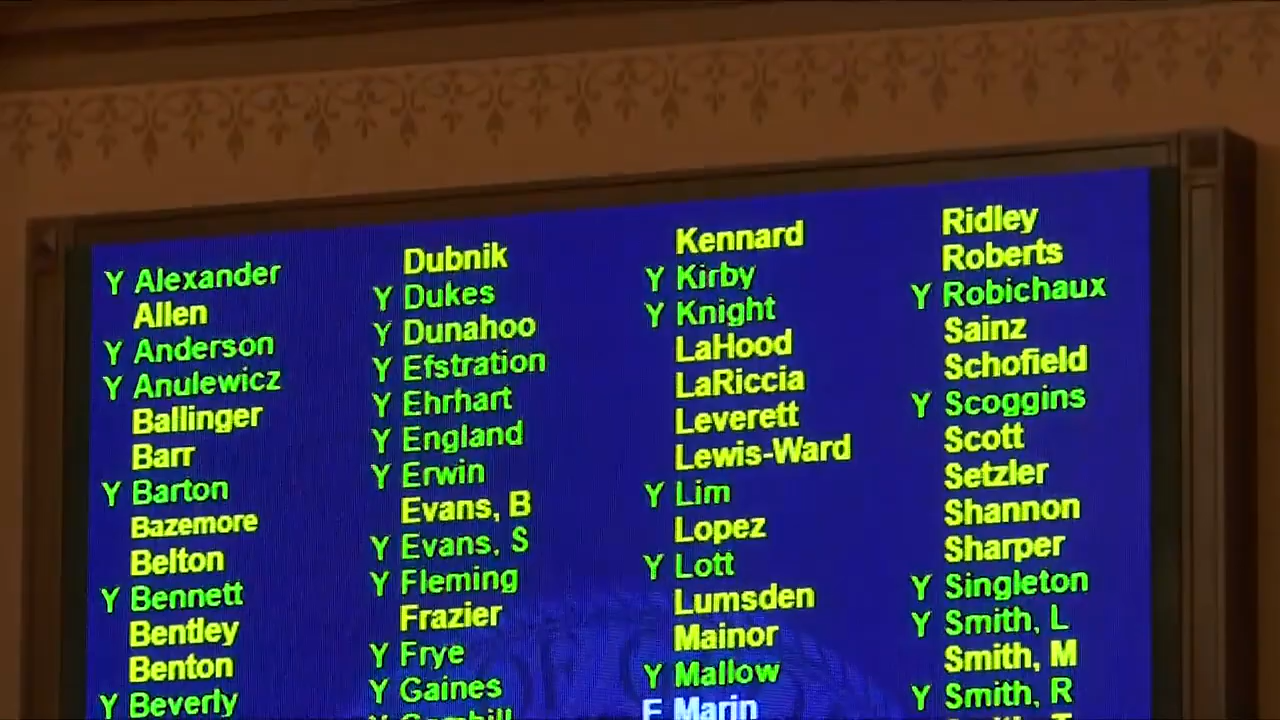 Y Alexander
Allen
Y Anderson
Y Anulewicz
Ballinger
Barr
Y Barton
Bazemore
Belton
Y Bennett
Bentley
Benton
Y Beverly
Dubnik
Y Dukes
Y Dunahoo
Y Efstration
Y Ehrhart
Y England
Y Erwin
Evans, B
Y Evans, S
Y Fleming
Frazier
Y Frye
Y Gaines
Kennard
Y Kirby
Y Knight
LaHood
LaRiccia
Leverett
Lewis-Ward
Y Lim
Lopez
Y Lott
Lumsden
Mainor
Y Mallow
E Marin
Ridley
Roberts
Y Robichaux
Sainz
Schofield
Y Scoggins
Scott
Setzler
Shannon
Sharper
Y Singleton
Y Smith, L
Smith, M
Y Smith, R